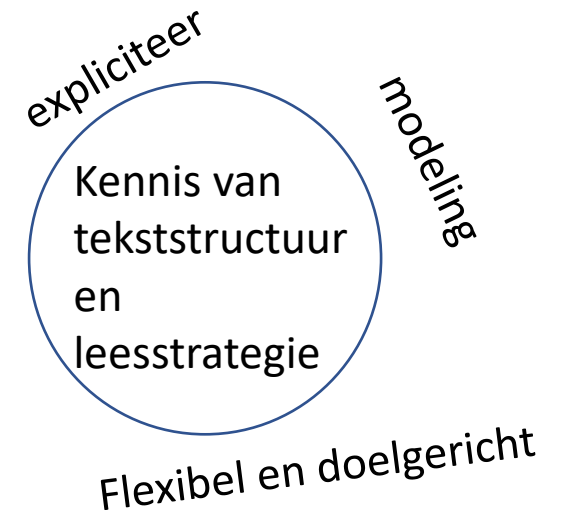 expliciteer
modeling
Kennis van
tekststructuur
en
leesstrategie
Flexibel en doelgericht